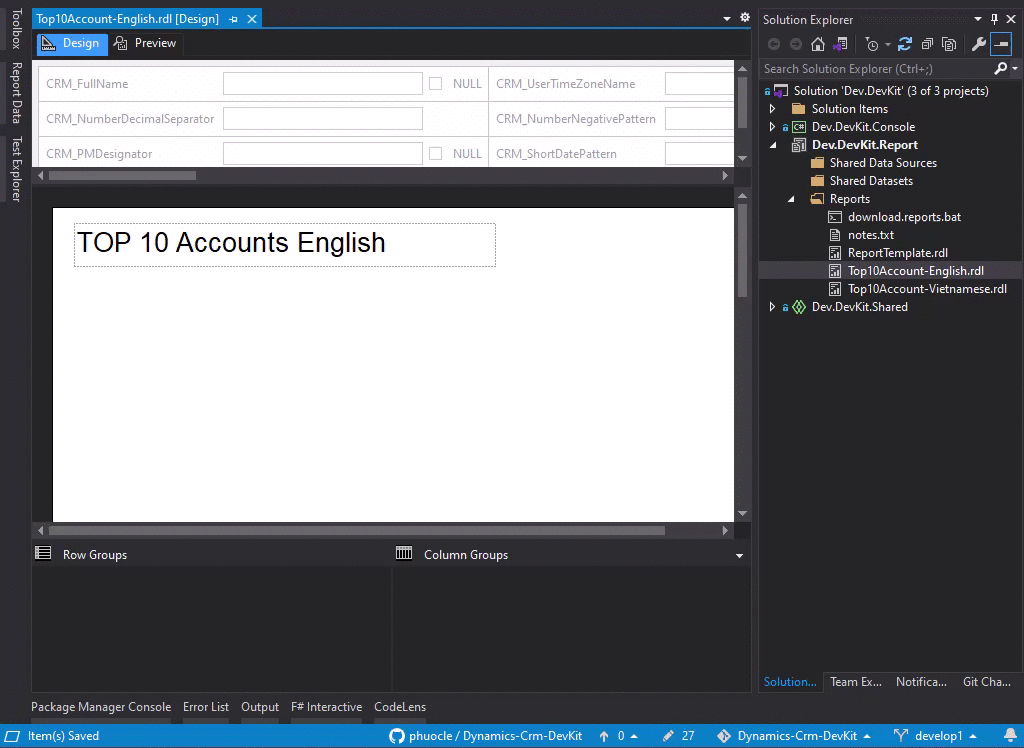 Toolbox
Report Data
Test Explorer
Top10Account-English.rdl [Design]
Design
Preview
CRM_FullName
NULL
CRM_UserTimeZoneName
CRM_NumberDecimalSeparator
CRM_NumberNegativePattern
CRM_PMDesignator
NULL
CRM_ShortDatePattern
TOP 10 Accounts English
Row Groups
Column Groups
Solution Explorer
Search Solution Explorer (Ctrl+;)
Solution 'Dev.DevKit' (3 of 3 projects)
Solution Items
C# Dev.DevKit.Console
Dev.DevKit.Report
Shared Data Sources
Shared Datasets
Reports
download.reports.bat
notes.txt
ReportTemplate.rdl
Top10Account-English.rdl
Top10Account-Vietnamese.rdl
Dev.DevKit.Shared
Solution... Team Ex... Notifica... Git Cha...
Package Manager Console Error List Output F# Interactive CodeLens
Item(s) Saved phuocle / Dynamics-Crm-DevKit 0 27 Dynamics-Crm-DevKit develop1